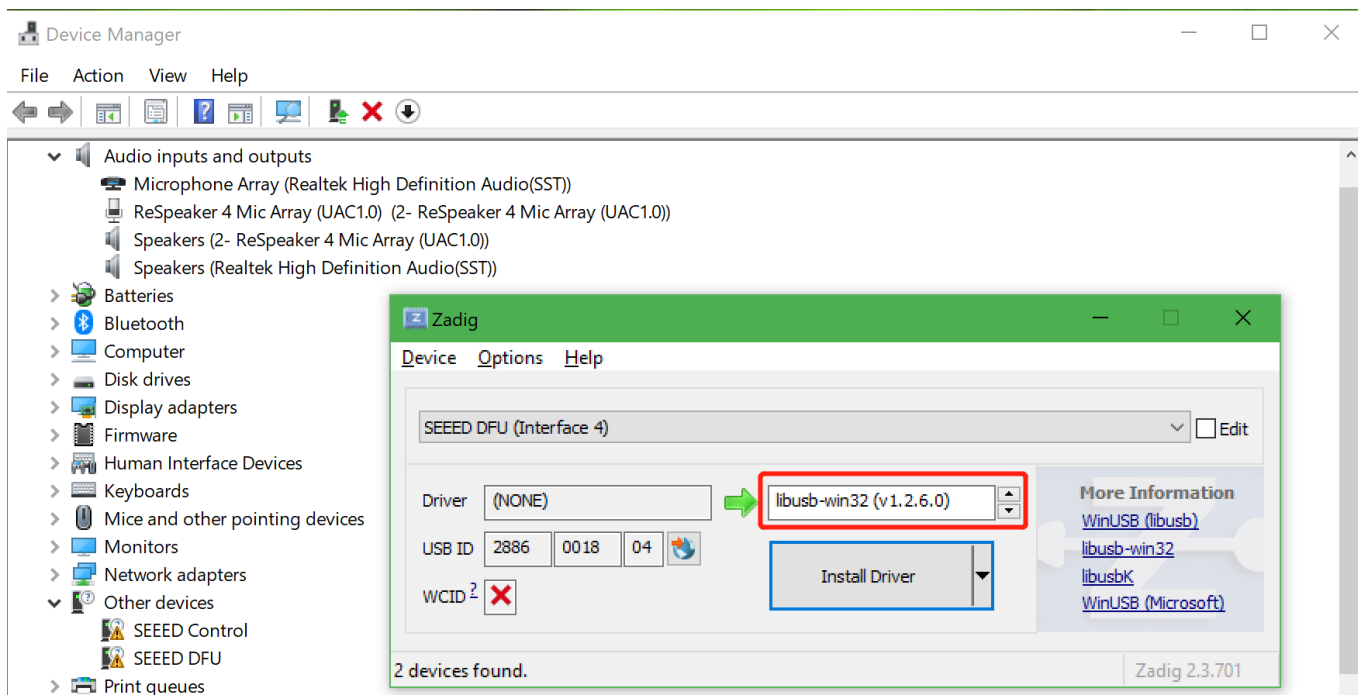 Device Manager
File Action View Help
Audio inputs and outputs
Microphone Array (Realtek High Definition Audio(SST))
ReSpeaker 4 Mic Array (UAC1.0) (2- ReSpeaker 4 Mic Array (UAC1.0))
Speakers (2- ReSpeaker 4 Mic Array (UAC1.0))
Speakers (Realtek High Definition Audio(SST))
Batteries
Bluetooth
Computer
Disk drives
Display adapters
Firmware
Human Interface Devices
Keyboards
Mice and other pointing devices
Monitors
Network adapters
Other devices
SEEED Control
SEEED DFU
Print queues
Zadig
Device Options Help
SEEED DFU (Interface 4)
Edit
Driver (NONE) libusb-win32 (v1.2.6.0)
USB ID 2886 0018 04
WCID ?
Install Driver
More Information
WinUSB (libusb)
libusb-win32
libusbK
WinUSB (Microsoft)
2 devices found.
Zadig 2.3.701